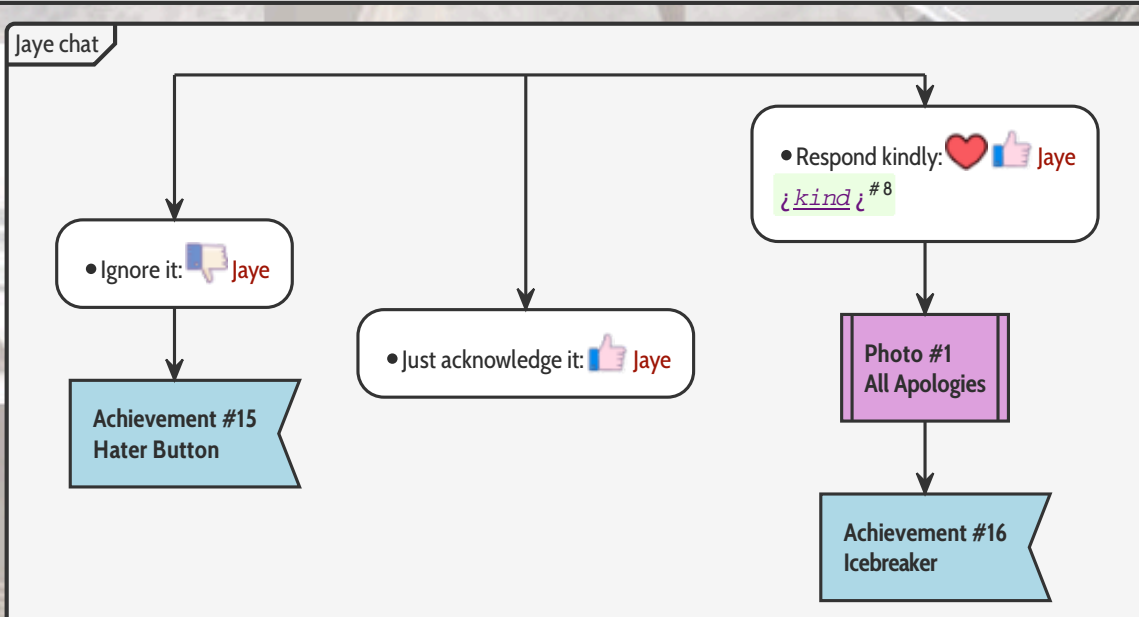 Jaye chat
• Respond kindly: Jaye
¿kind¿ #8
• Ignore it: Jaye
• Just acknowledge it: Jaye
Photo #1
All Apologies
Achievement #15
Hater Button
Achievement #16
Icebreaker